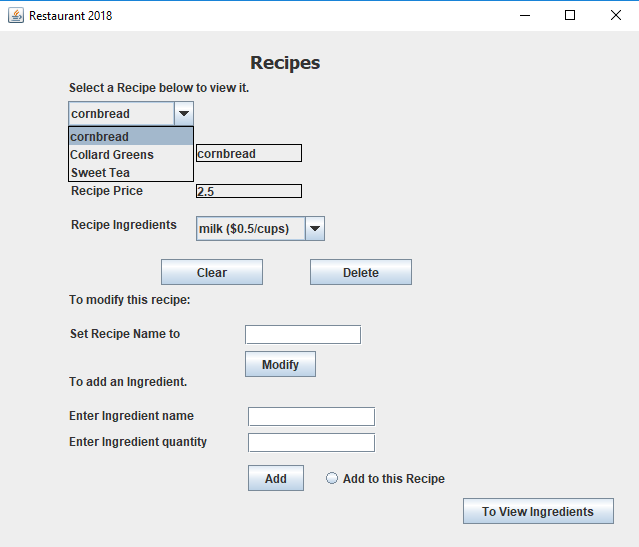 Restaurant 2018
Recipes
Select a Recipe below to view it.
cornbread
cornbread
Collard Greens
cornbread
Sweet Tea
Recipe Price
2.5
Recipe Ingredients
milk ($0.5/cups)
Clear
Delete
To modify this recipe:
Set Recipe Name to
Modify
To add an Ingredient.
Enter Ingredient name
Enter Ingredient quantity
Add
Add to this Recipe
To View Ingredients